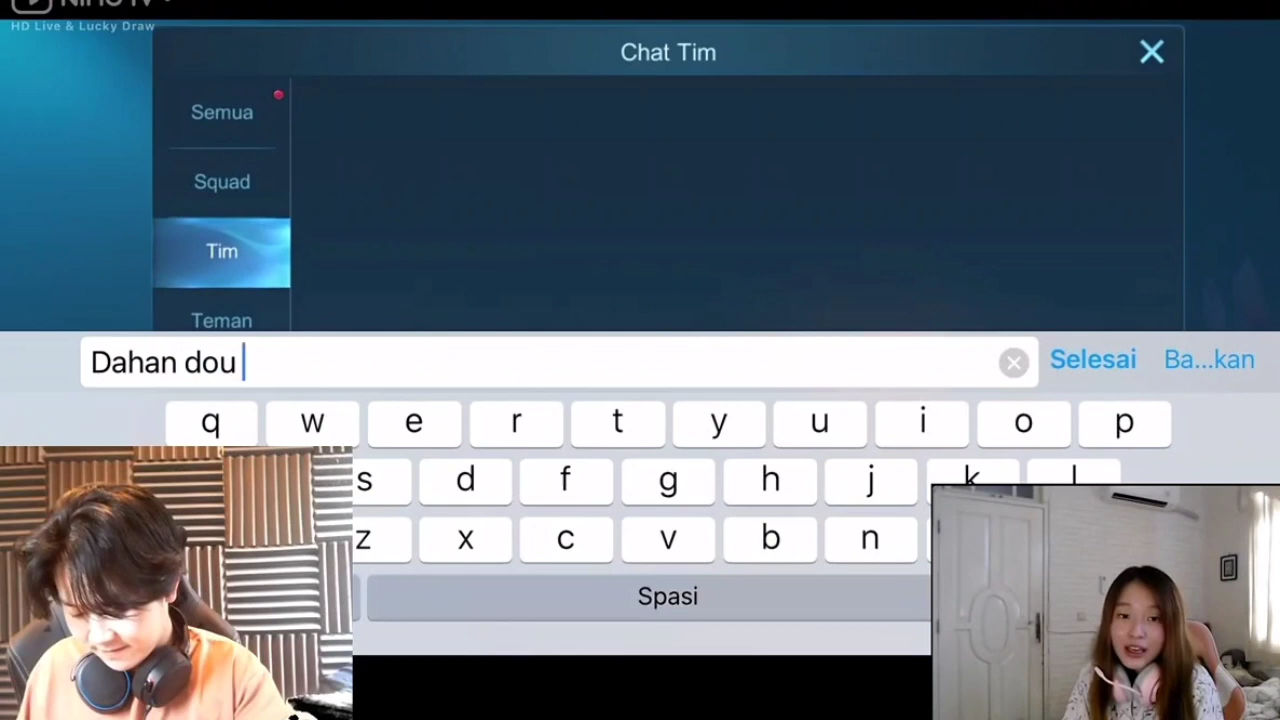 HD Live & Lucky Draw
Chat Tim
Semua
Squad
Tim
Teman
Dahan dou
Selesai
Ba...kan
q w e r t y u i o p
s d f g h j k l
z x c v b n
Spasi